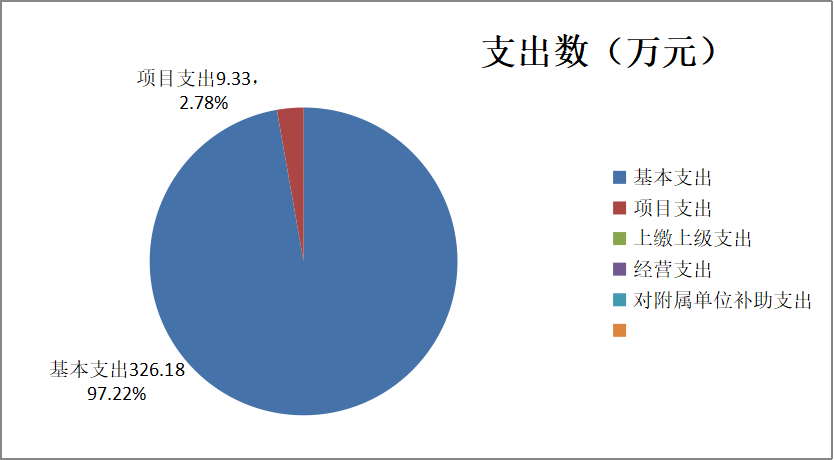 支出数（万元）
项目支出9.33，
2.78%
基本支出326.18
97.22%
基本支出
项目支出
上缴上级支出
经营支出
对附属单位补助支出